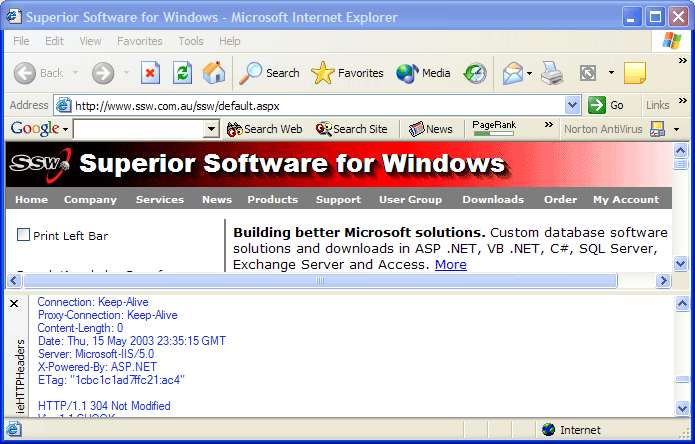 Superior Software for Windows - Microsoft Internet Explorer
File Edit View Favorites Tools Help
Back Search Favorites Media
Address http://www.ssw.com.au/ssw/default.aspx Go Links
Google Search Web Search Site News PageRank Norton AntiVirus
SSW Superior Software for Windows
Home Company Services News Products Support User Group Downloads Order My Account
Print Left Bar
Building better Microsoft solutions. Custom database software
solutions and downloads in ASP .NET, VB .NET, C#, SQL Server,
Exchange Server and Access. More
ieHTTPHeaders
Connection: Keep-Alive
Proxy-Connection: Keep-Alive
Content-Length: 0
Date: Thu, 15 May 2003 23:35:15 GMT
Server: Microsoft-IIS/5.0
X-Powered-By: ASP.NET
ETag: "1cbc1c1ad7ffc21:ac4"
HTTP/1.1 304 Not Modified
Internet